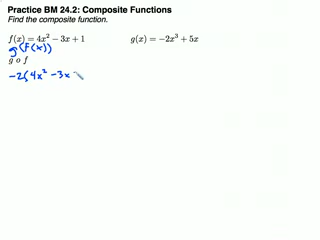 Practice BM 24.2: Composite Functions
Find the composite function.
f(x) = 4x² − 3x + 1 g(x) = −2x³ + 5x
g(F(x))
g o f
-2(4x² -3x